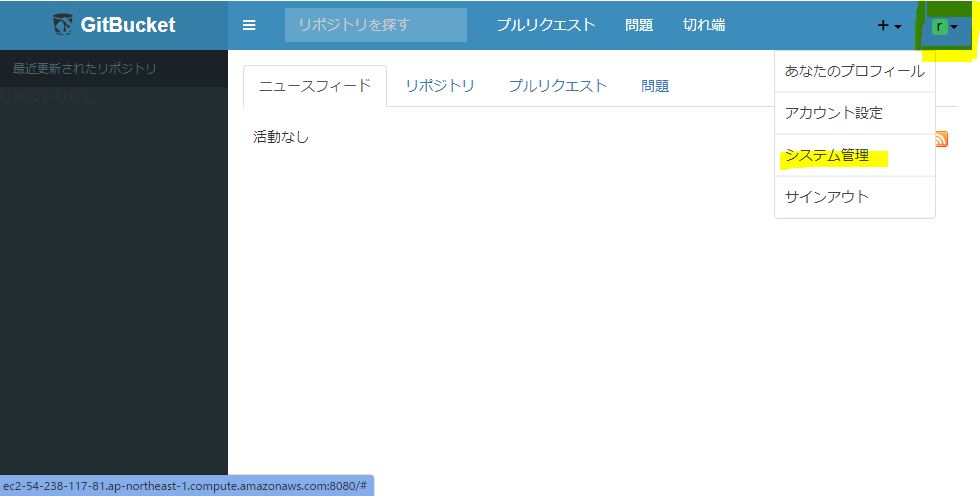 GitBucket
リポジトリを探す
プルリクエスト 問題 切れ端
+
r
最近更新されたリポジトリ
リポジトリなし
ニュースフィード リポジトリ プルリクエスト 問題
活動なし
あなたのプロフィール
アカウント設定
システム管理
サインアウト
ec2-54-238-117-81.ap-northeast-1.compute.amazonaws.com:8080/#